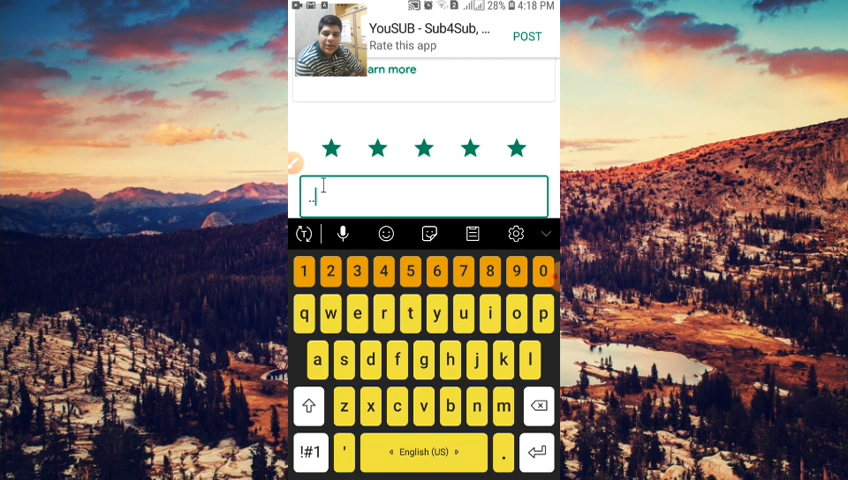 28% 4:18 PM
YouSUB - Sub4Sub, ...
Rate this app
POST
arn more
..
1 2 3 4 5 6 7 8 9 0
q w e r t y u i o p
a s d f g h j k l
z x c v b n m
!#1 ' English (US) .